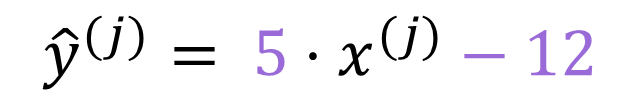 ŷ⁽ʲ⁾ = 5 · x⁽ʲ⁾ − 12